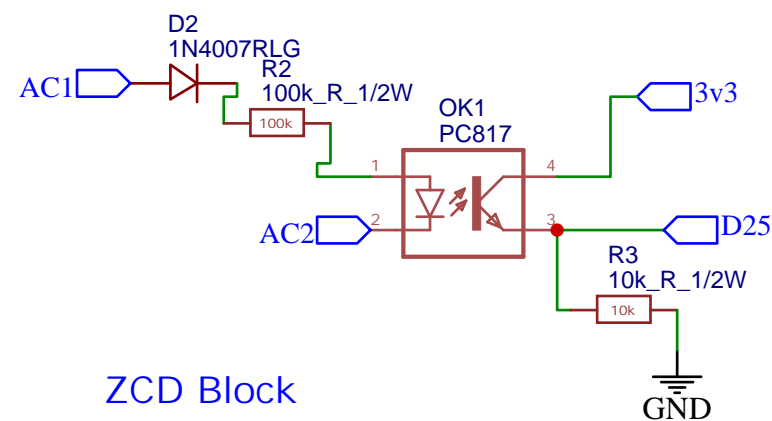 D2
1N4007RLG
AC1
R2
100k_R_1/2W
100k
OK1
PC817
3v3
1
4
AC2
2
3
D25
R3
10k_R_1/2W
10k
ZCD Block
GND